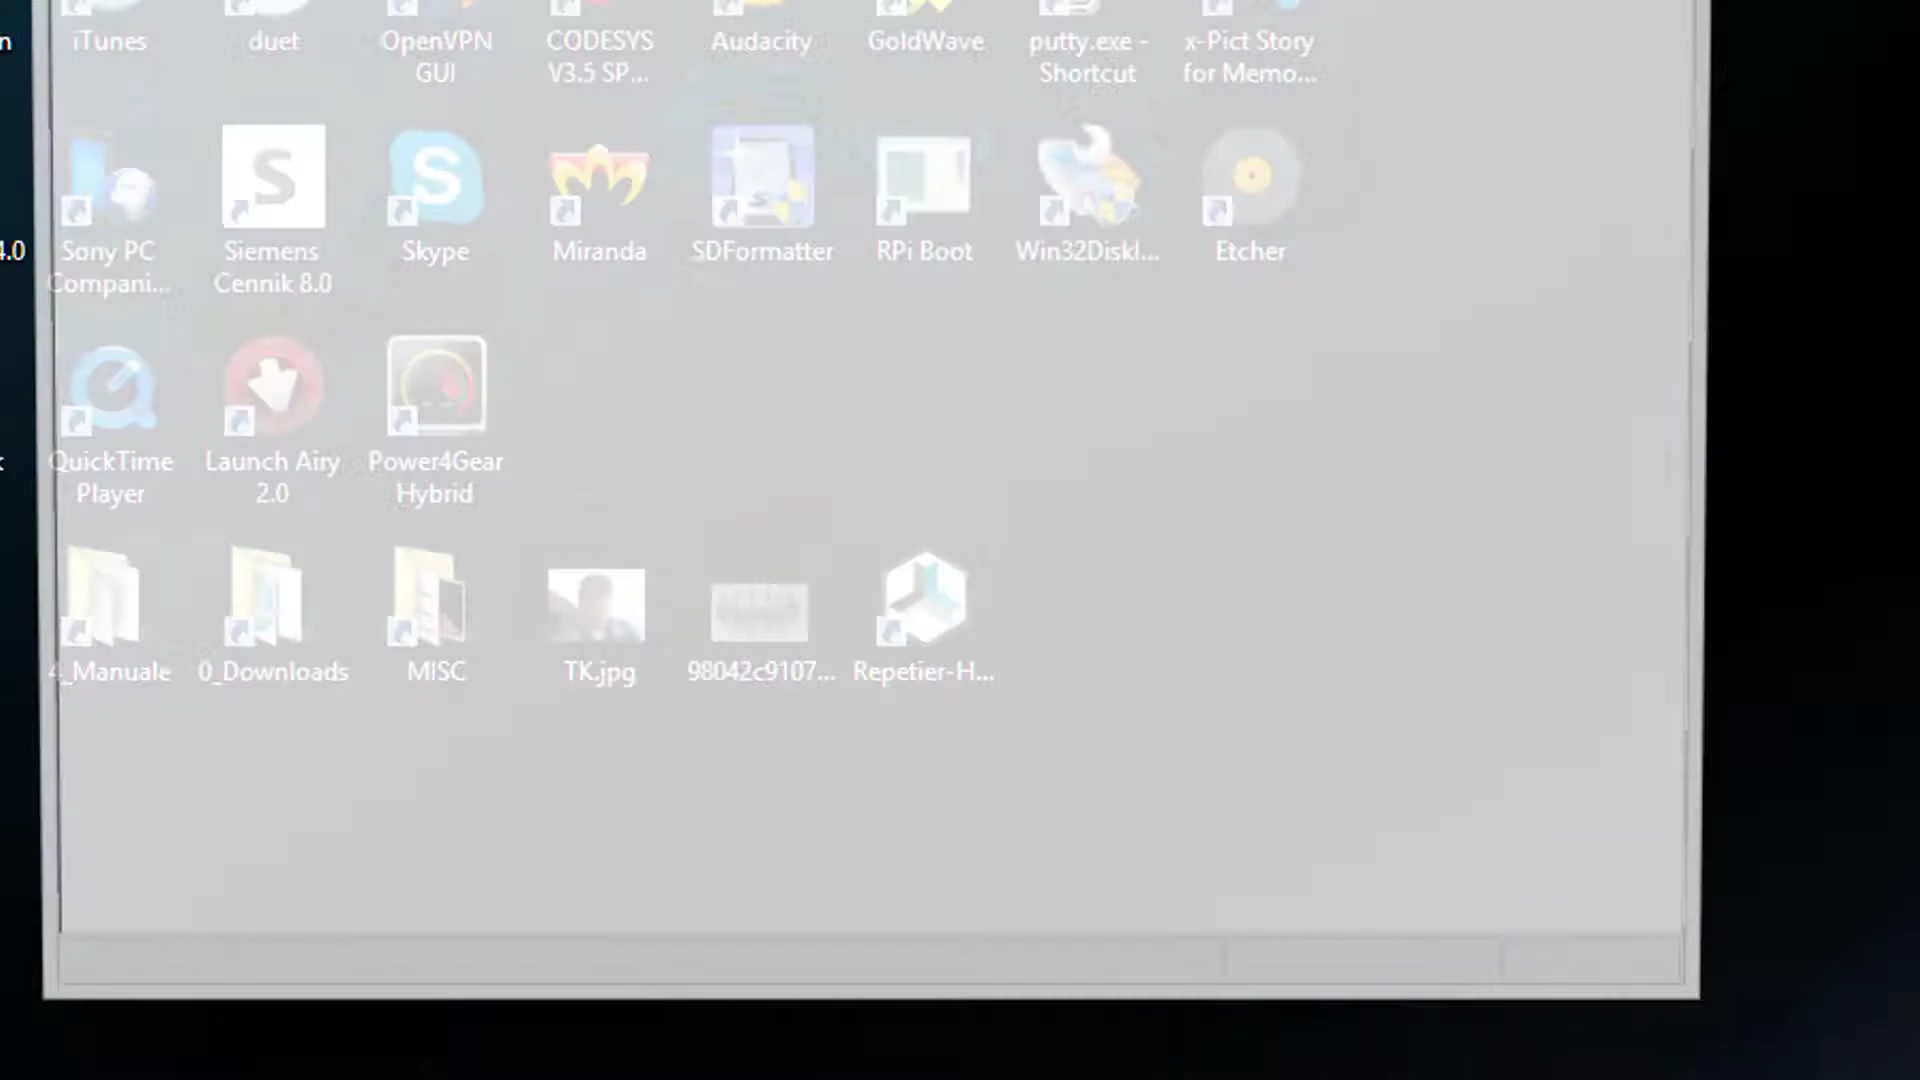 iTunes
duet
OpenVPN
GUI
CODESYS
V3.5 SP...
Audacity
GoldWave
putty.exe -
Shortcut
x-Pict Story
for Memo...
4.0
Sony PC
Compani...
S
Siemens
Cennik 8.0
S
Skype
Miranda
SDFormatter
RPi Boot
Win32DiskI...
Etcher
QuickTime
Player
Launch Airy
2.0
Power4Gear
Hybrid
4_Manuale
0_Downloads
MISC
TK.jpg
98042c9107...
Repetier-H...